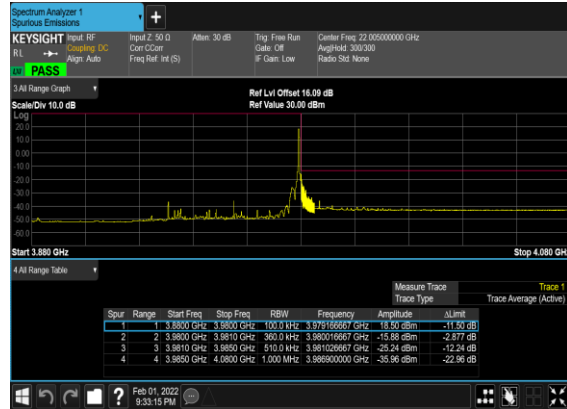 Spectrum Analyzer 1
Spurious Emissions
+
KEYSIGHT Input: RF Input Z: 50 Ω Atten: 30 dB Trig: Free Run Center Freq: 22.005000000 GHz
RL Coupling: DC Corr CCorr Gate: Off Avg|Hold: 300/300
Align: Auto Freq Ref: Int (S) IF Gain: Low Radio Std: None
PASS
3 All Range Graph Ref Lvl Offset 16.09 dB
Scale/Div 10.0 dB Ref Value 30.00 dBm
Log
20.0
10.0
0.00
-10.0
-20.0
-30.0
-40.0
-50.0
-60.0
Start 3.880 GHz Stop 4.080 GH
4 All Range Table
Measure Trace Trace 1
Trace Type Trace Average (Active)
Spur Range Start Freq Stop Freq RBW Frequency Amplitude ΔLimit
1 1 3.8800 GHz 3.9800 GHz 100.0 kHz 3.979166667 GHz 18.50 dBm -11.50 dB
2 2 3.9800 GHz 3.9810 GHz 360.0 kHz 3.980016667 GHz -15.88 dBm -2.877 dB
3 3 3.9810 GHz 3.9850 GHz 510.0 kHz 3.981026667 GHz -25.24 dBm -12.24 dB
4 4 3.9850 GHz 4.0800 GHz 1.000 MHz 3.986900000 GHz -35.96 dBm -22.96 dB
? Feb 01, 2022
9:33:15 PM